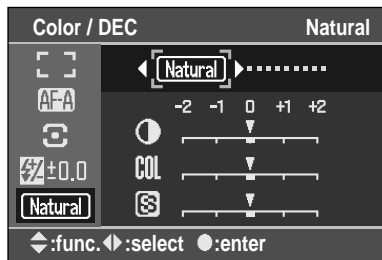 Color / DEC Natural
Natural
AF-A
-2 -1 0 +1 +2
±0.0
COL
Natural
S
:func. :select :enter